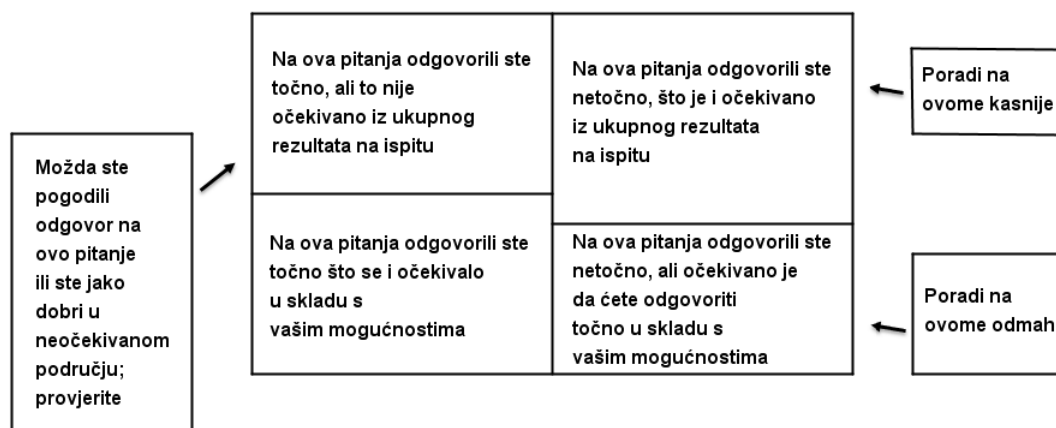 Na ova pitanja odgovorili ste
točno, ali to nije
očekivano iz ukupnog
rezultata na ispitu
Na ova pitanja odgovorili ste
netočno, što je i očekivano
iz ukupnog rezultata
na ispitu
Poradi na
ovome kasnije
Možda ste
pogodili
odgovor na
ovo pitanje
ili ste jako
dobri u
neočekivanom
području;
provjerite
Na ova pitanja odgovorili ste
točno što se i očekivalo
u skladu s
vašim mogućnostima
Na ova pitanja odgovorili ste
netočno, ali očekivano je
da ćete odgovoriti
točno u skladu s
vašim mogućnostima
Poradi na
ovome odmah